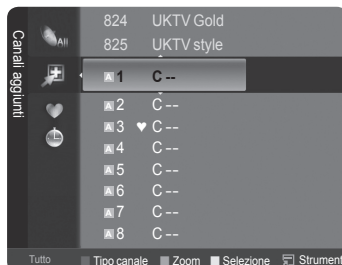 Canali aggiunti
All
824 UKTV Gold
825 UKTV style
A 1 C --
A 2 C --
A 3 ♥ C --
A 4 C --
A 5 C --
A 6 C --
A 7 C --
A 8 C --
Tutto Tipo canale Zoom Selezione Strument